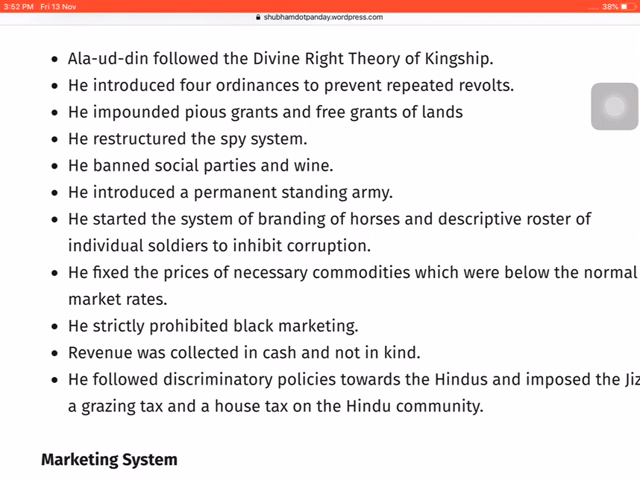 3:52 PM Fri 13 Nov 38%
shubhamdotpanday.wordpress.com
Ala-ud-din followed the Divine Right Theory of Kingship.
He introduced four ordinances to prevent repeated revolts.
He impounded pious grants and free grants of lands
He restructured the spy system.
He banned social parties and wine.
He introduced a permanent standing army.
He started the system of branding of horses and descriptive roster of
individual soldiers to inhibit corruption.
He fixed the prices of necessary commodities which were below the normal
market rates.
He strictly prohibited black marketing.
Revenue was collected in cash and not in kind.
He followed discriminatory policies towards the Hindus and imposed the Jiz
a grazing tax and a house tax on the Hindu community.
Marketing System